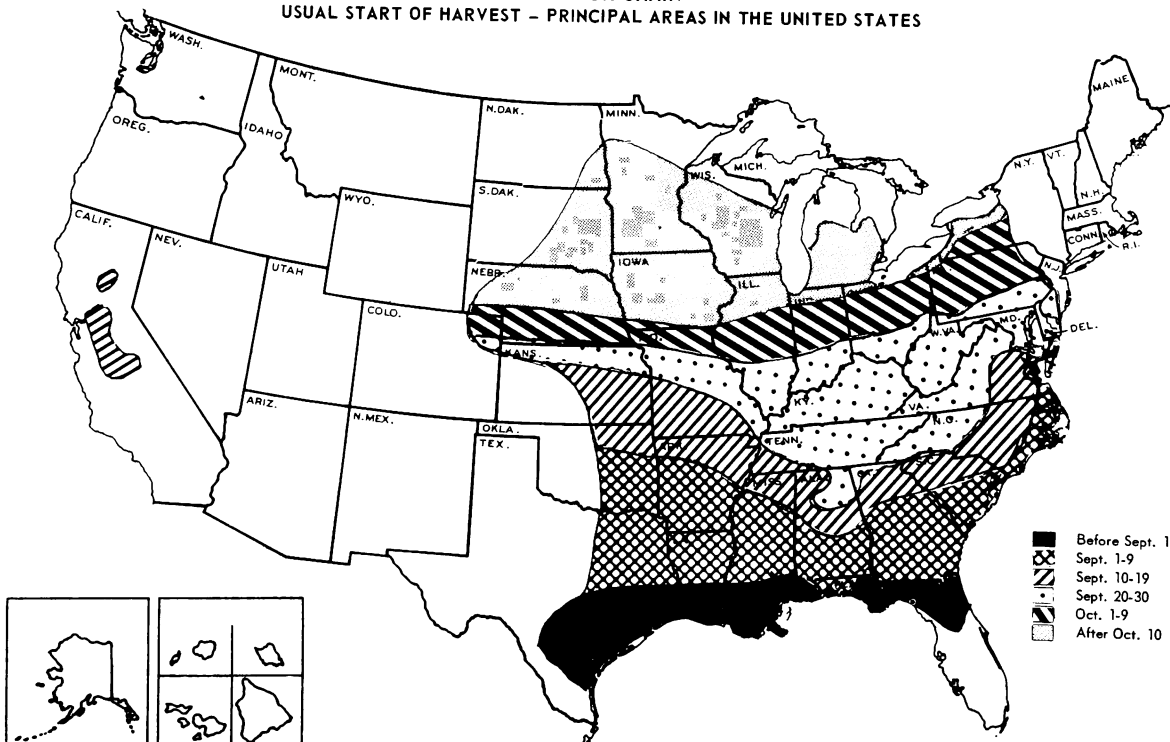 USUAL START OF HARVEST – PRINCIPAL AREAS IN THE UNITED STATES
WASH.
MONT.
N.DAK.
MINN.
MAINE
OREG.
IDAHO
S.DAK.
WIS.
MICH.
N.Y.
VT.
N.H.
MASS.
CONN.
R.I.
WYO.
CALIF.
NEV.
UTAH
NEBR.
IOWA
ILL.
IND.
N.J.
COLO.
KANS.
MD.
DEL.
W.VA.
KY.
VA.
ARIZ.
N.MEX.
OKLA.
TEX.
TENN.
N.C.
MISS.
ALA.
GA.
Before Sept. 1
Sept. 1-9
Sept. 10-19
Sept. 20-30
Oct. 1-9
After Oct. 10